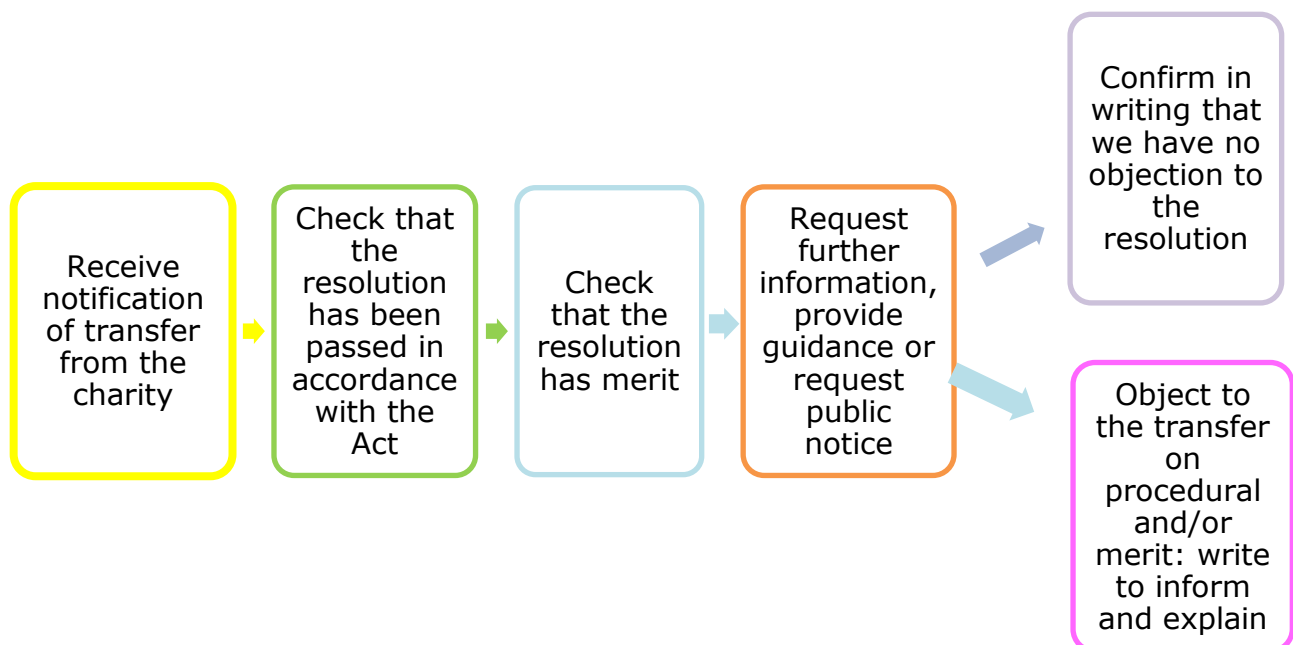 Receive
notification
of transfer
from the
charity
Check that
the
resolution
has been
passed in
accordance
with the
Act
Check
that the
resolution
has merit
Request
further
information,
provide
guidance or
request
public
notice
Confirm in
writing that
we have no
objection to
the
resolution
Object to
the transfer
on
procedural
and/or
merit: write
to inform
and explain